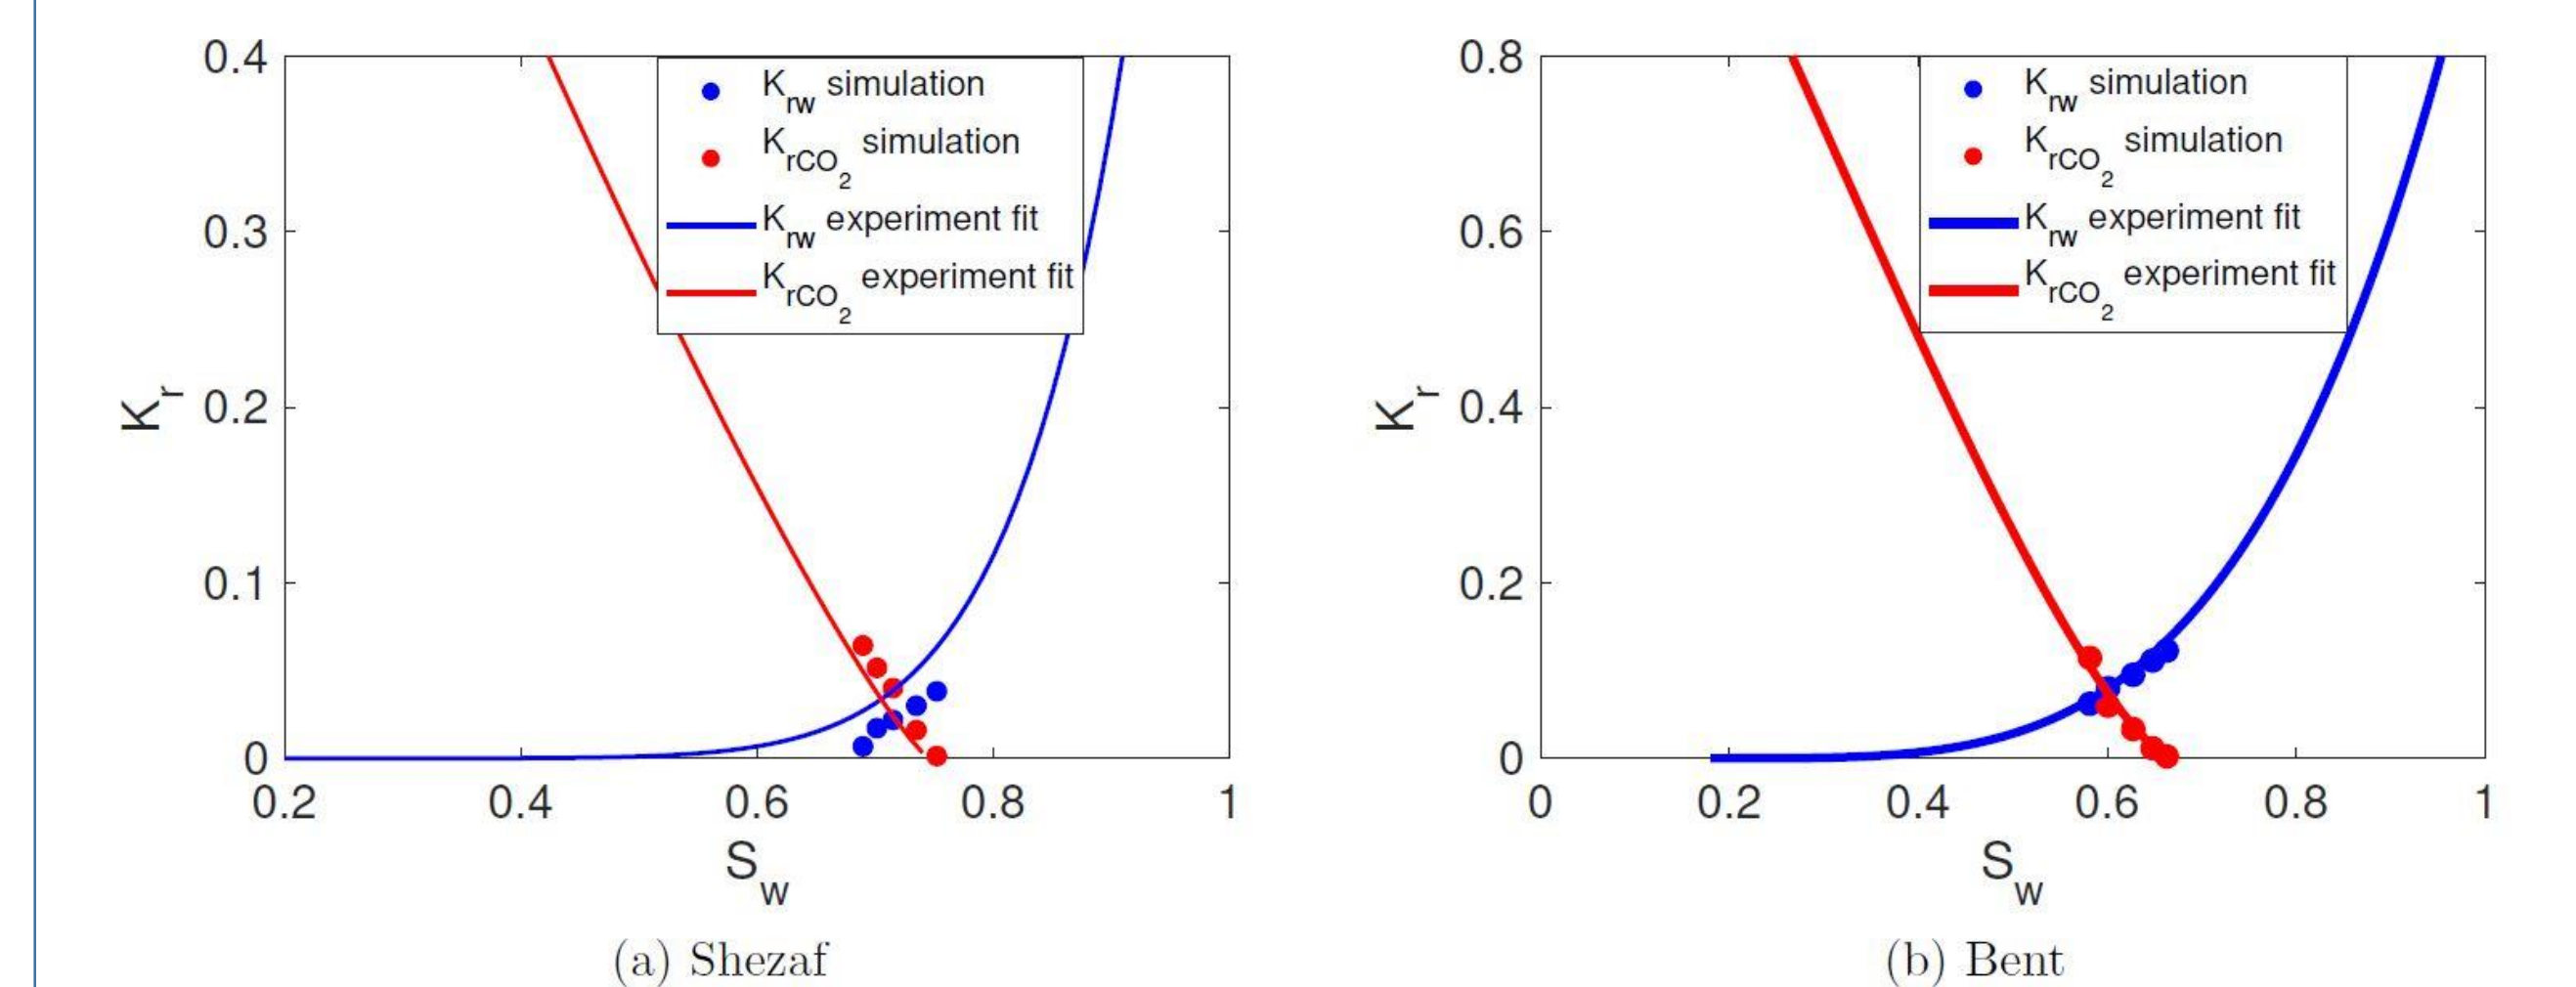 0.4
0.3
0.2
0.1
0
K_r
K_rw simulation
K_rCO_2 simulation
K_rw experiment fit
K_rCO_2 experiment fit
0.2 0.4 0.6 0.8 1
S_w
(a) Shezaf
0.8
0.6
0.4
0.2
0
K_r
K_rw simulation
K_rCO_2 simulation
K_rw experiment fit
K_rCO_2 experiment fit
0 0.2 0.4 0.6 0.8 1
S_w
(b) Bent